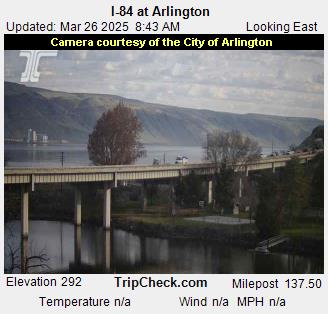 I-84 at Arlington
Updated: Mar 26 2025 8:43 AM Looking East
Camera courtesy of the City of Arlington
Elevation 292 TripCheck.com Milepost 137.50
Temperature n/a Wind n/a MPH n/a